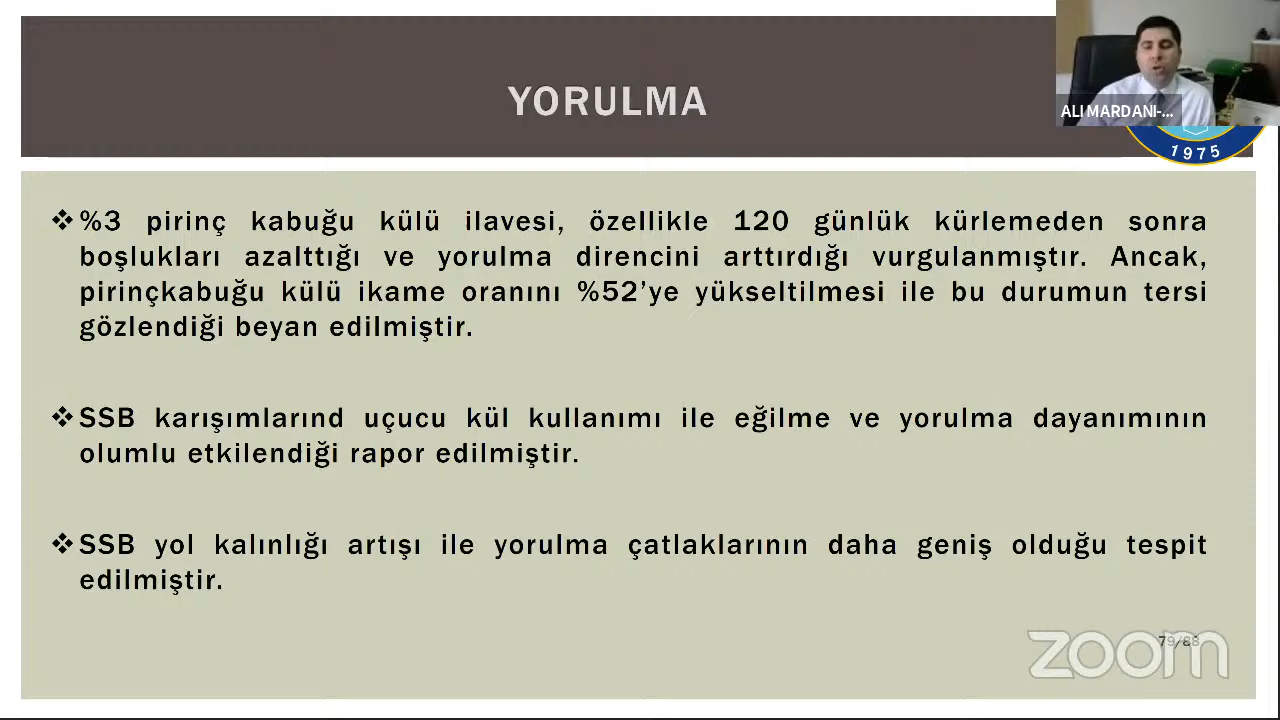 YORULMA
ALI MARDANI-...
1975
❖%3 pirinç kabuğu külü ilavesi, özellikle 120 günlük kürlemeden sonra
boşlukları azalttığı ve yorulma direncini arttırdığı vurgulanmıştır. Ancak,
pirinçkabuğu külü ikame oranını %52’ye yükseltilmesi ile bu durumun tersi
gözlendiği beyan edilmiştir.
❖SSB karışımlarınd uçucu kül kullanımı ile eğilme ve yorulma dayanımının
olumlu etkilendiği rapor edilmiştir.
❖SSB yol kalınlığı artışı ile yorulma çatlaklarının daha geniş olduğu tespit
edilmiştir.
79/88
zoom